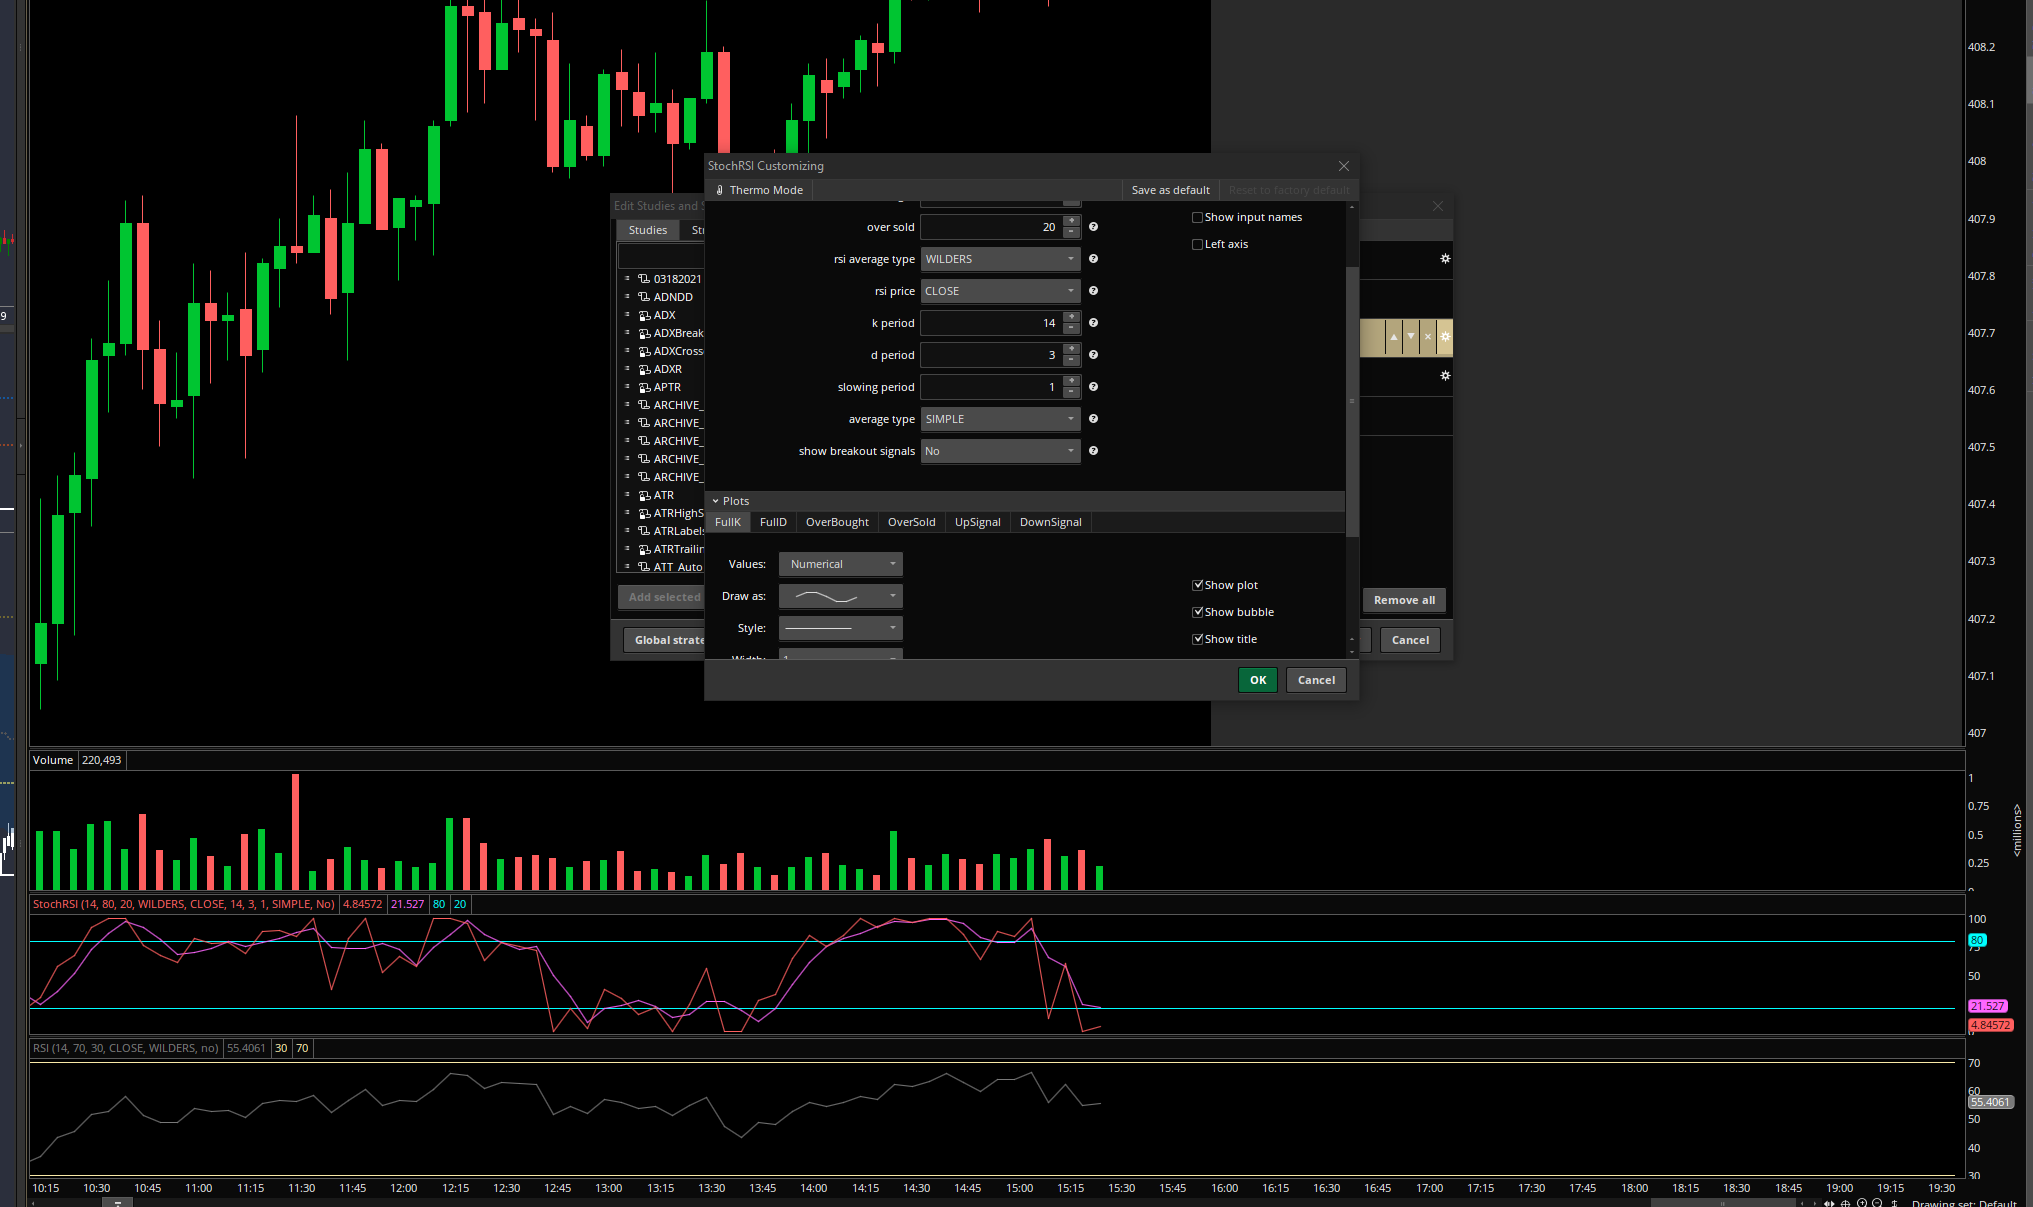 408.2
408.1
408
407.9
407.8
407.7
407.6
407.5
407.4
407.3
407.2
407.1
407
9
StochRSI Customizing
Thermo Mode
Save as default
Reset to factory default
over sold
20
Show input names
Left axis
rsi average type
WILDERS
rsi price
CLOSE
k period
14
d period
3
slowing period
1
average type
SIMPLE
show breakout signals
No
Plots
FullK
FullD
OverBought
OverSold
UpSignal
DownSignal
Values:
Numerical
Draw as:
Style:
Width:
1
Show plot
Show bubble
Show title
OK
Cancel
Edit Studies and S
Studies
Str
03182021
ADNDD
ADX
ADXBreak
ADXCross
ADXR
APTR
ARCHIVE_
ARCHIVE_
ARCHIVE_
ARCHIVE_
ARCHIVE_
ATR
ATRHighS
ATRLabels
ATRTrailin
ATT_Auto
Add selected
Global strate
Remove all
Cancel
Volume 220,493
1
0.75
0.5
0.25
0
<millions>
StochRSI (14, 80, 20, WILDERS, CLOSE, 14, 3, 1, SIMPLE, No) 4.84572 21.527 80 20
100
80
75
50
21.527
4.84572
0
RSI (14, 70, 30, CLOSE, WILDERS, no) 55.4061 30 70
70
60
55.4061
50
40
30
10:15 10:30 10:45 11:00 11:15 11:30 11:45 12:00 12:15 12:30 12:45 13:00 13:15 13:30 13:45 14:00 14:15 14:30 14:45 15:00 15:15 15:30 15:45 16:00 16:15 16:30 16:45 17:00 17:15 17:30 17:45 18:00 18:15 18:30 18:45 19:00 19:15 19:30
Drawing set: Default